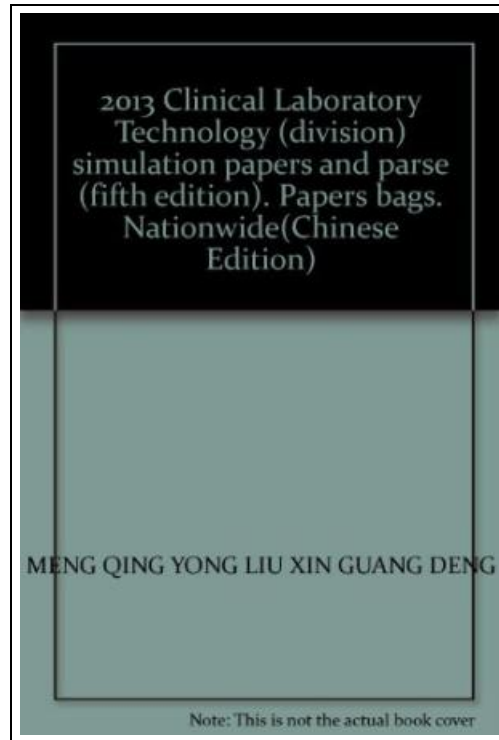 2013 Clinical Laboratory
Technology (division)
simulation papers and parse
(fifth edition). Papers bags.
Nationwide(Chinese
Edition)
MENG QING YONG LIU XIN GUANG DENG
Note: This is not the actual book cover